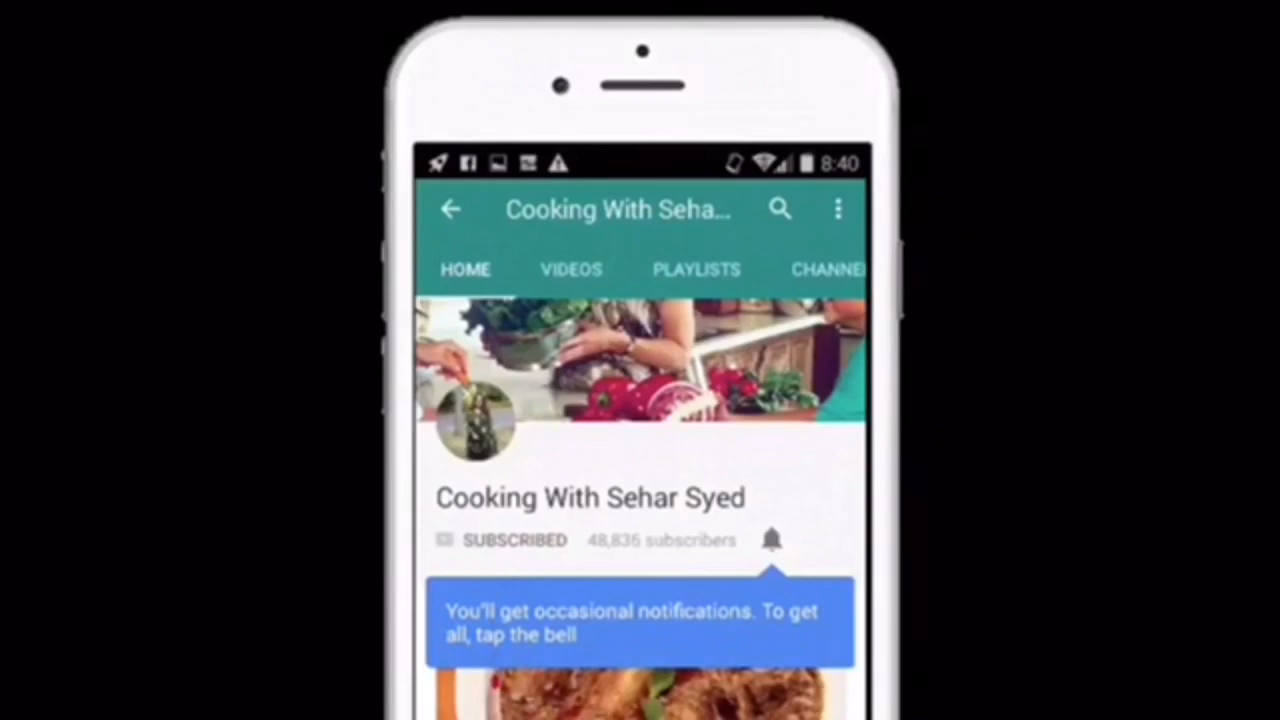 8:40
Cooking With Seha...
HOME VIDEOS PLAYLISTS CHANNE
Cooking With Sehar Syed
SUBSCRIBED 48,836 subscribers
You'll get occasional notifications. To get
all, tap the bell